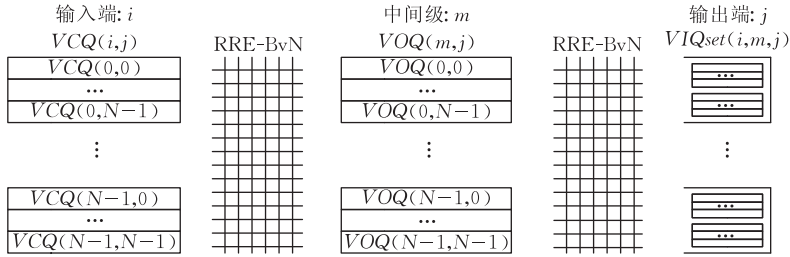 输入端: i 中间级: m 输出端: j
VCQ(i,j) RRE-BvN VOQ(m,j) RRE-BvN VIQset(i,m,j)
VCQ(0,0) VOQ(0,0) ...
... ...
VCQ(0,N−1) VOQ(0,N−1) ...
⋮ ⋮ ⋮
VCQ(N−1,0) VOQ(N−1,0) ...
... ...
VCQ(N−1,N−1) VOQ(N−1,N−1) ...